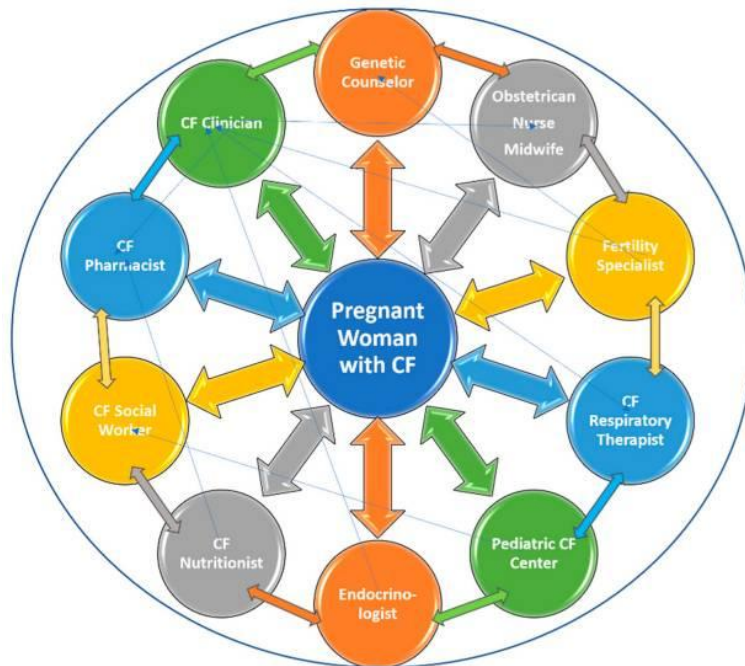 Genetic
Counselor
Obstetrican
Nurse
Midwife
Fertility
Specialist
CF
Respiratory
Therapist
Pediatric CF
Center
Endocrino-
logist
CF
Nutritionist
CF Social
Worker
CF
Pharmacist
CF Clinician
Pregnant
Woman
with CF